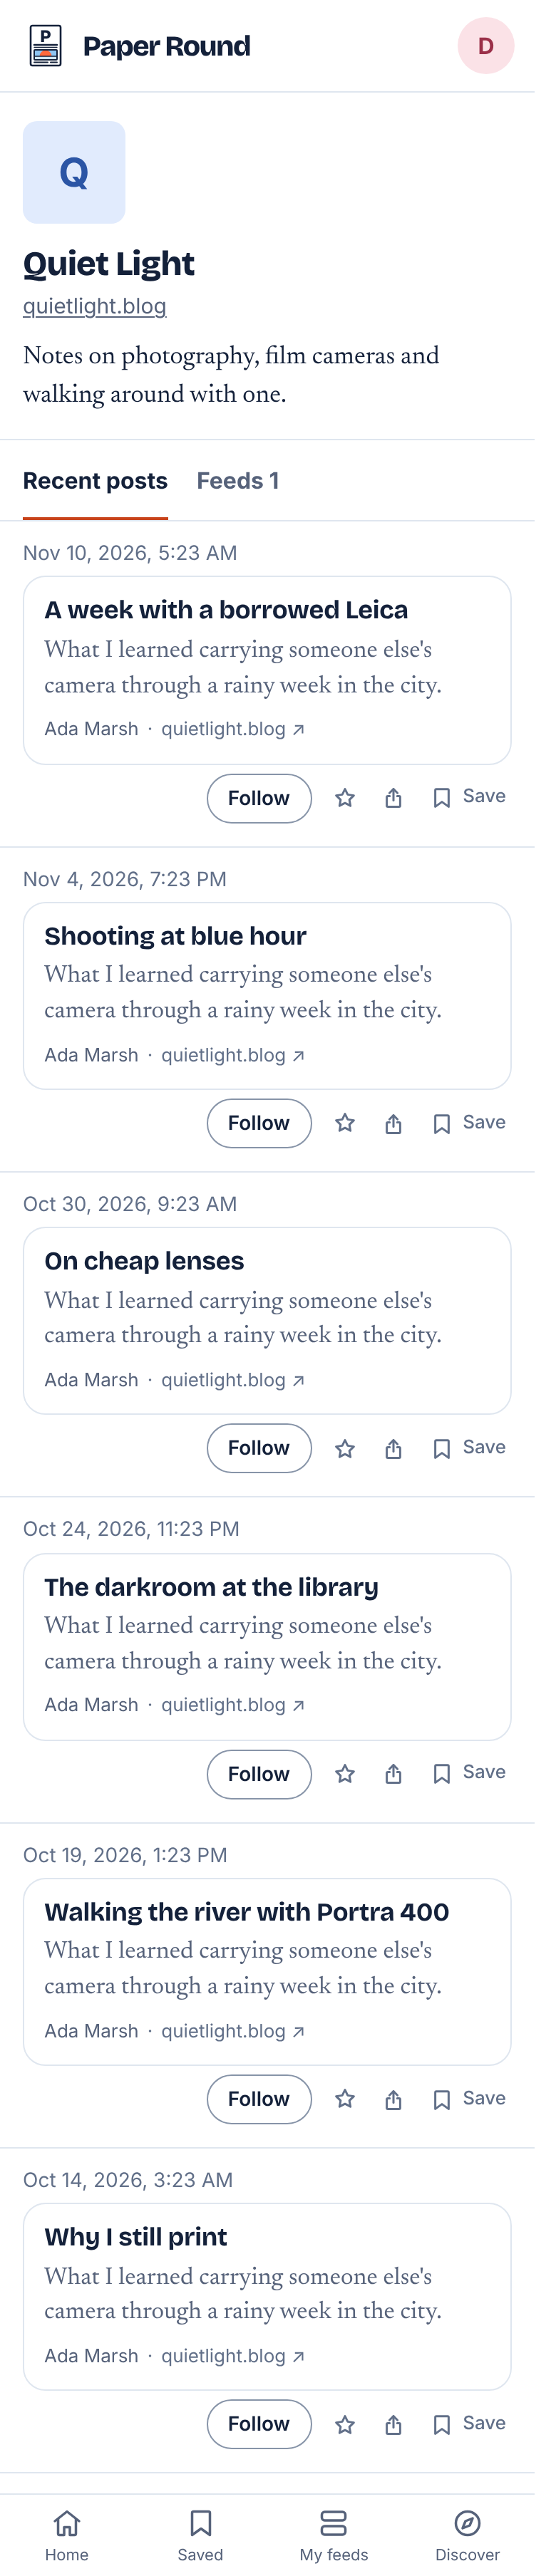 P
Paper Round
D
Q
Quiet Light
quietlight.blog
Notes on photography, film cameras and
walking around with one.
Recent posts Feeds 1
Nov 10, 2026, 5:23 AM
A week with a borrowed Leica
What I learned carrying someone else's
camera through a rainy week in the city.
Ada Marsh · quietlight.blog ↗
Follow Save
Nov 4, 2026, 7:23 PM
Shooting at blue hour
What I learned carrying someone else's
camera through a rainy week in the city.
Ada Marsh · quietlight.blog ↗
Follow Save
Oct 30, 2026, 9:23 AM
On cheap lenses
What I learned carrying someone else's
camera through a rainy week in the city.
Ada Marsh · quietlight.blog ↗
Follow Save
Oct 24, 2026, 11:23 PM
The darkroom at the library
What I learned carrying someone else's
camera through a rainy week in the city.
Ada Marsh · quietlight.blog ↗
Follow Save
Oct 19, 2026, 1:23 PM
Walking the river with Portra 400
What I learned carrying someone else's
camera through a rainy week in the city.
Ada Marsh · quietlight.blog ↗
Follow Save
Oct 14, 2026, 3:23 AM
Why I still print
What I learned carrying someone else's
camera through a rainy week in the city.
Ada Marsh · quietlight.blog ↗
Follow Save
Home Saved My feeds Discover